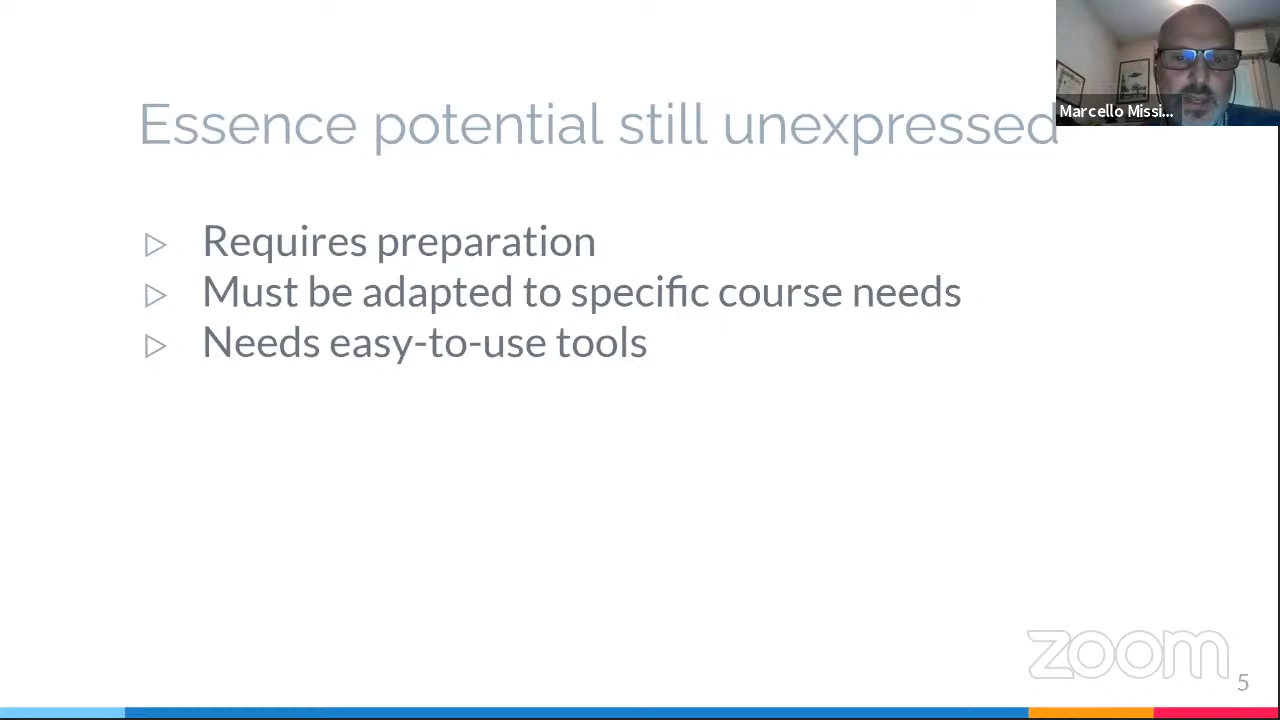 Essence potential still unexpressed
Marcello Missi...
▷ Requires preparation
▷ Must be adapted to specific course needs
▷ Needs easy-to-use tools
zoom
5